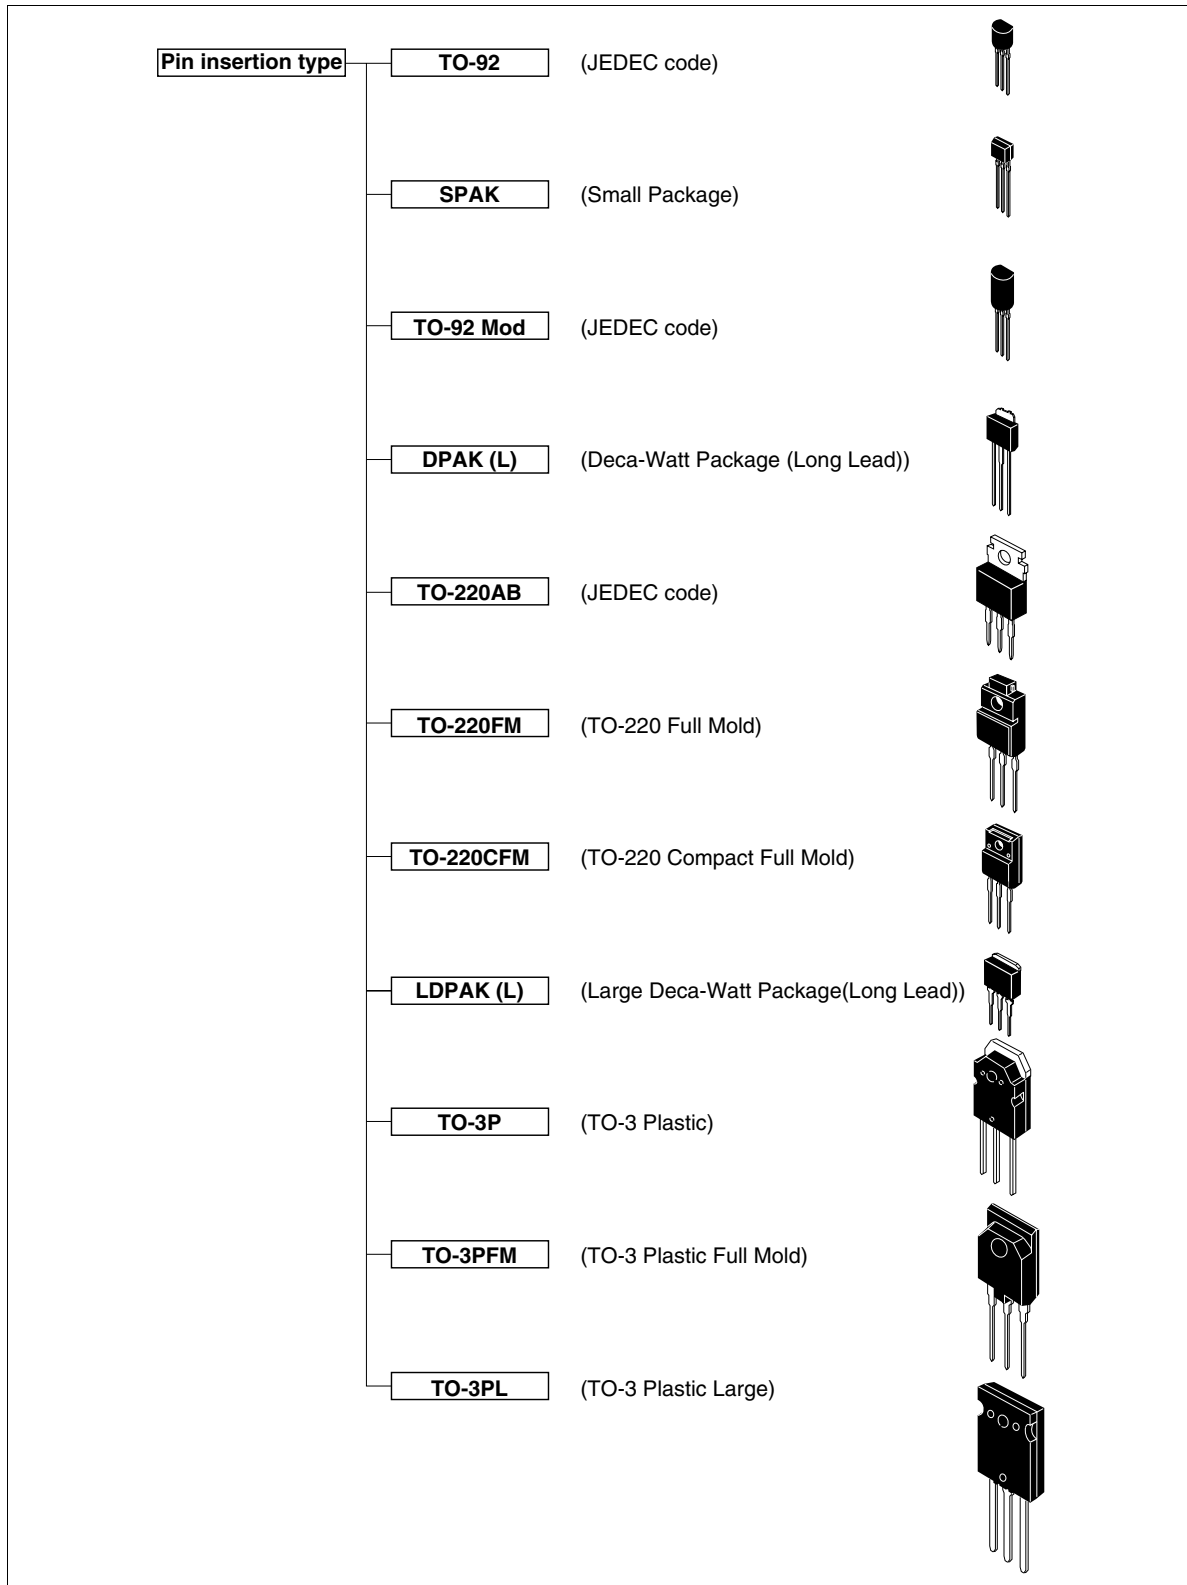 Pin insertion type
TO-92 (JEDEC code)
SPAK (Small Package)
TO-92 Mod (JEDEC code)
DPAK (L) (Deca-Watt Package (Long Lead))
TO-220AB (JEDEC code)
TO-220FM (TO-220 Full Mold)
TO-220CFM (TO-220 Compact Full Mold)
LDPAK (L) (Large Deca-Watt Package(Long Lead))
TO-3P (TO-3 Plastic)
TO-3PFM (TO-3 Plastic Full Mold)
TO-3PL (TO-3 Plastic Large)